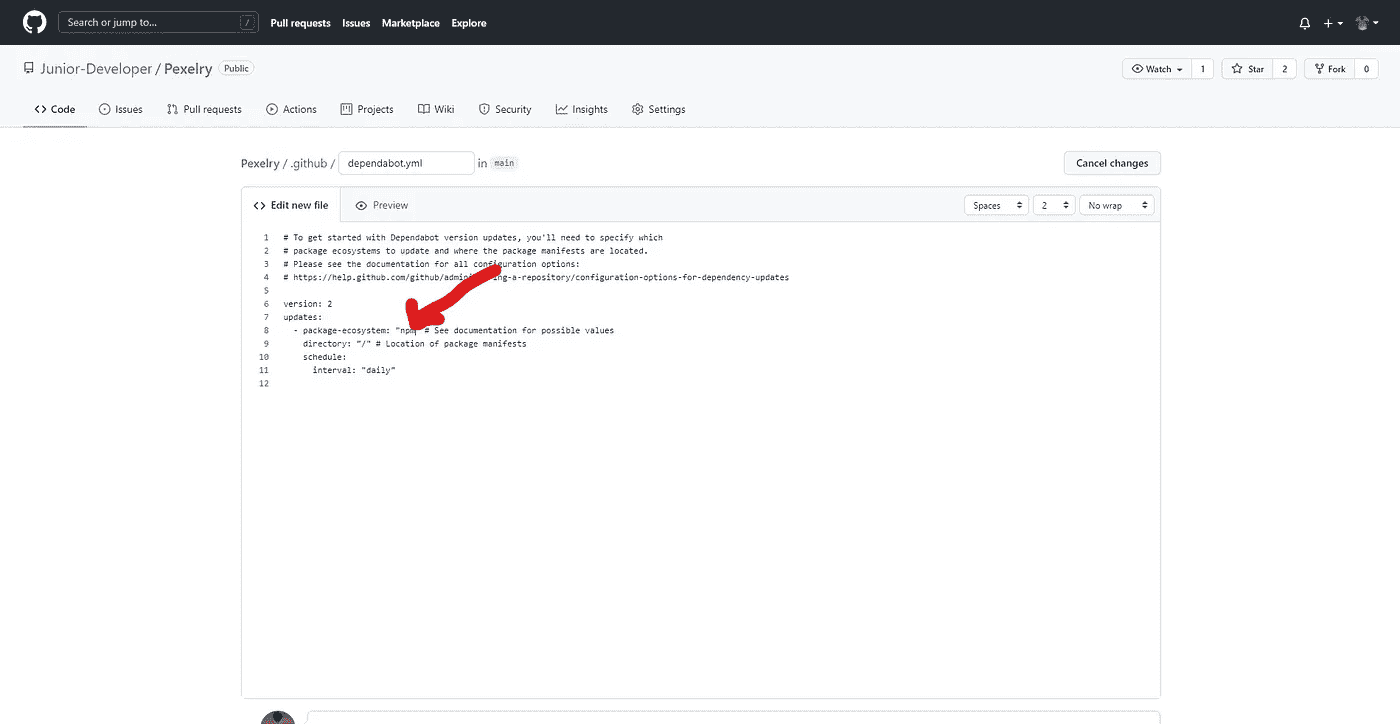 Search or jump to... /
Pull requests
Issues
Marketplace
Explore
Junior-Developer / Pexelry Public
Watch 1
Star 2
Fork 0
<> Code
Issues
Pull requests
Actions
Projects
Wiki
Security
Insights
Settings
Pexelry / .github / dependabot.yml in main
Cancel changes
<> Edit new file
Preview
Spaces
2
No wrap
1 # To get started with Dependabot version updates, you'll need to specify which
2 # package ecosystems to update and where the package manifests are located.
3 # Please see the documentation for all configuration options:
4 # https://help.github.com/github/ -a-repository/configuration-options-for-dependency-updates
5
6 version: 2
7 updates:
8 - package-ecosystem: "npm" # See documentation for possible values
9 directory: "/" # Location of package manifests
10 schedule:
11 interval: "daily"
12